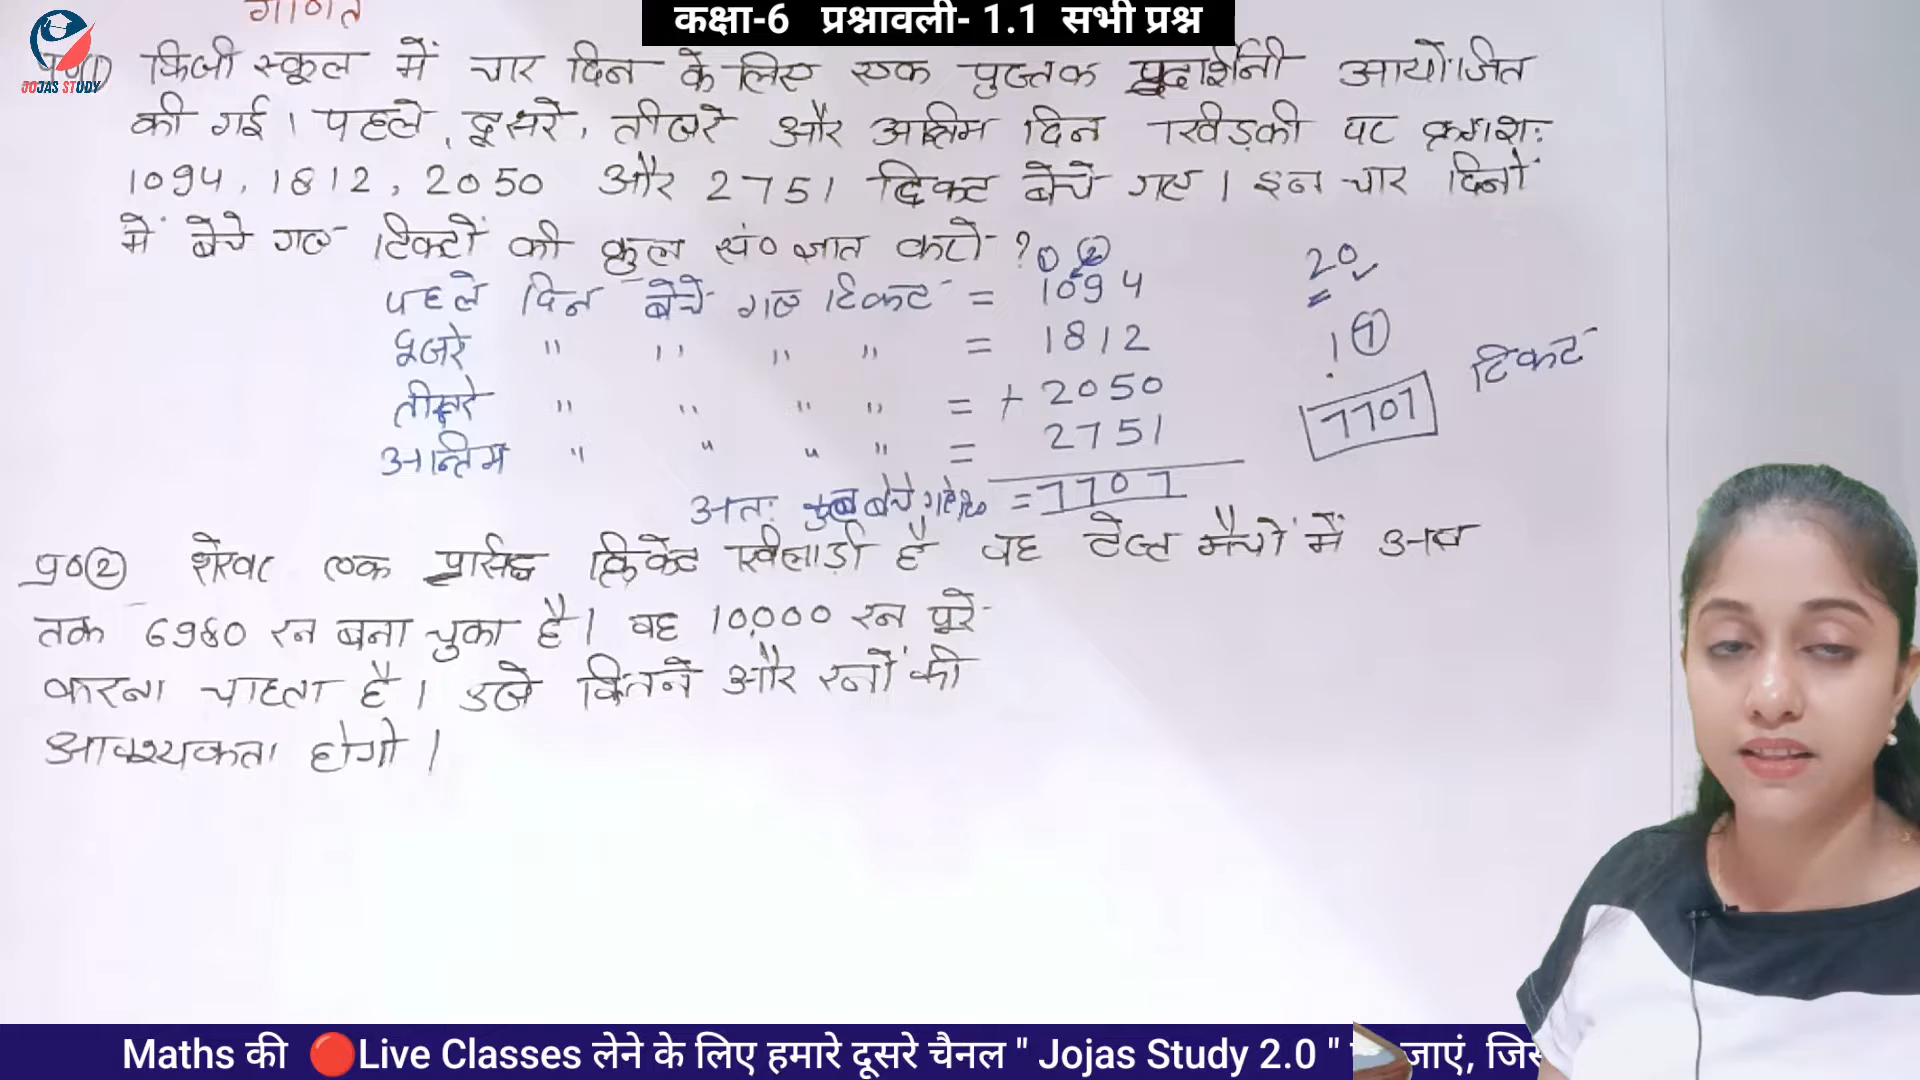 गणित
कक्षा-6 प्रश्नावली- 1.1 सभी प्रश्न
JOJAS STUDY
किसी स्कूल में चार दिन के लिए एक पुस्तक प्रदर्शिनी आयोजित
की गई। पहले, दूसरे, तीसरे और अन्तिम दिन खिड़की पर क्रमश:
1094, 1812, 2050 और 2751 टिकट बेचे गए। इन चार दिनों
में बेचे गए टिकटों की कुल सं० ज्ञात करो ?
पहले दिन बेचे गए टिकट = 1094
दूसरे " " " " = 1812
तीसरे " " " " = + 2050
अन्तिम " " " " = 2751
अत: कुल बेचे गए टि० = 7707
20
1 7
7707 टिकट
प्र० 2 शेखर एक प्रसिद्ध क्रिकेट खिलाड़ी है वह टेस्ट मैचों में अब
तक 6980 रन बना चुका है। वह 10,000 रन पूरे
करना चाहता है। उसे कितने और रनों की
आवश्यकता होगी।
Maths की 🔴Live Classes लेने के लिए हमारे दूसरे चैनल " Jojas Study 2.0 " जाएं,